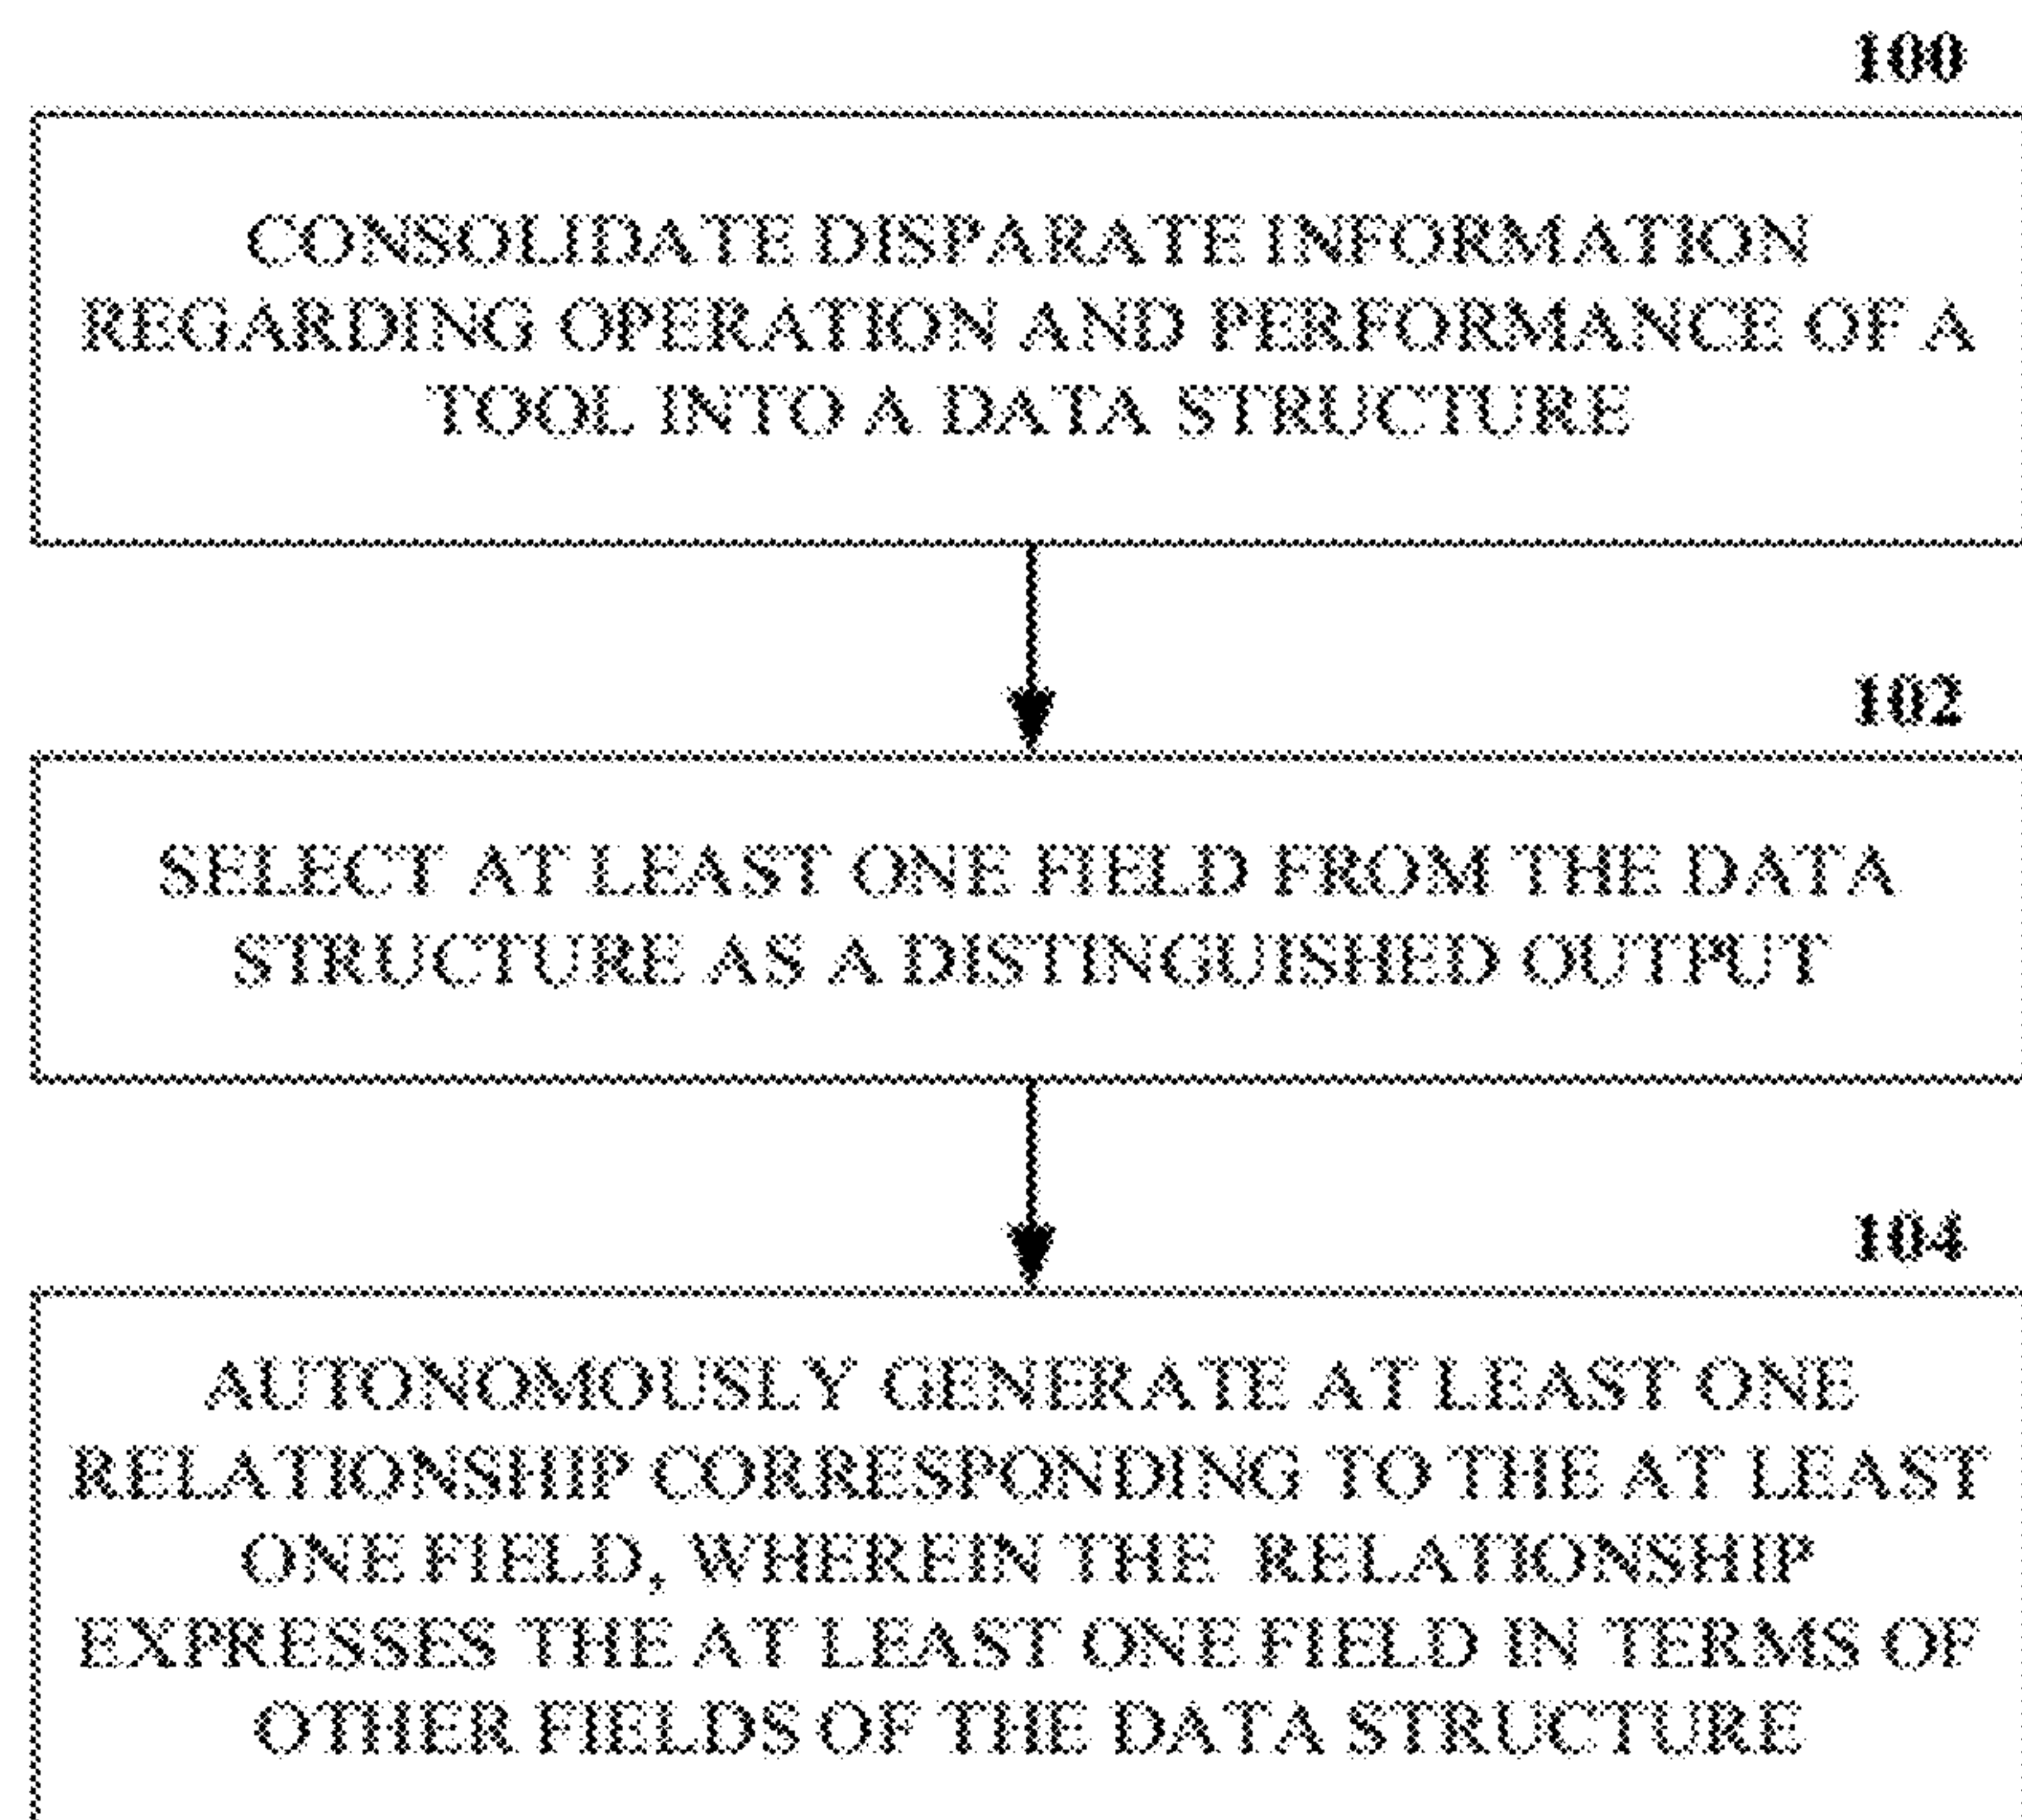 100
CONSOLIDATE DISPARATE INFORMATION
REGARDING OPERATION AND PERFORMANCE OF A
TOOL INTO A DATA STRUCTURE
102
SELECT AT LEAST ONE FIELD FROM THE DATA
STRUCTURE AS A DISTINGUISHED OUTPUT
104
AUTONOMOUSLY GENERATE AT LEAST ONE
RELATIONSHIP CORRESPONDING TO THE AT LEAST
ONE FIELD, WHEREIN THE RELATIONSHIP
EXPRESSES THE AT LEAST ONE FIELD IN TERMS OF
OTHER FIELDS OF THE DATA STRUCTURE